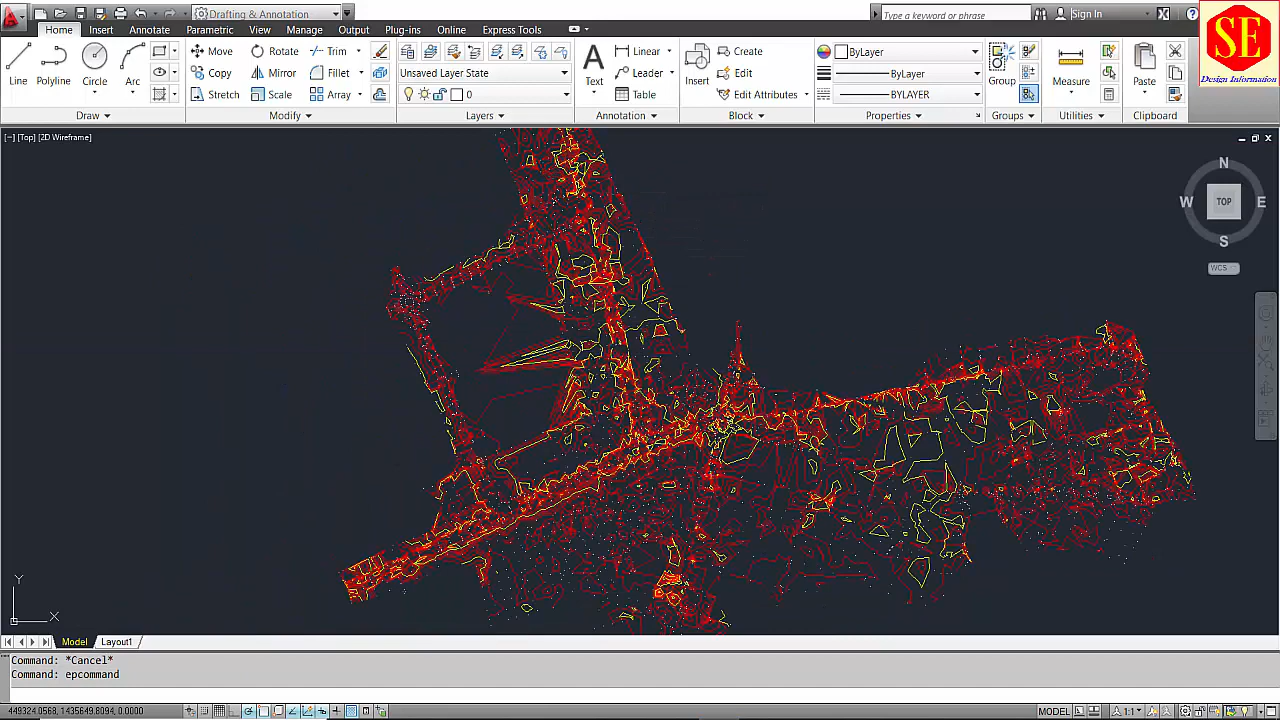 Drafting & Annotation
Type a keyword or phrase
Sign In
SE
Design Information
Home Insert Annotate Parametric View Manage Output Plug-ins Online Express Tools
Line Polyline Circle Arc
Move Rotate Trim
Copy Mirror Fillet
Stretch Scale Array
Unsaved Layer State
0
Text
Linear
Leader
Table
Insert
Create
Edit
Edit Attributes
ByLayer
ByLayer
BYLAYER
Group
Measure
Paste
Draw Modify Layers Annotation Block Properties Groups Utilities Clipboard
[−] [Top] [2D Wireframe]
N
W TOP E
S
WCS
Y
X
Model Layout1
Command: *Cancel*
Command: epcommand
449324.0568, 1435649.8094, 0.0000
MODEL
1:1